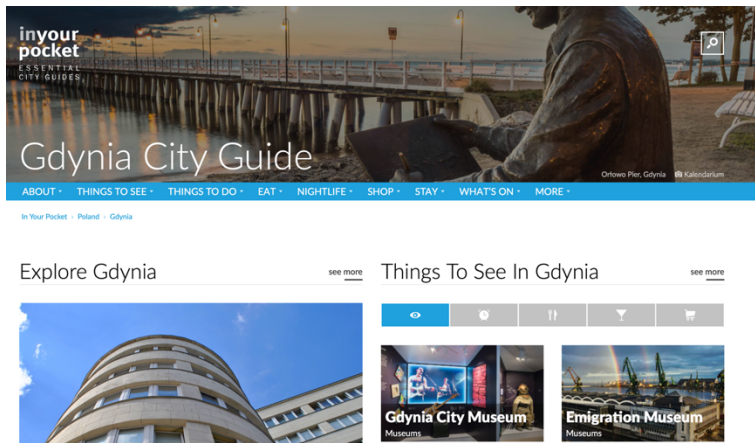 inyour
pocket
ESSENTIAL
CITY GUIDES
Gdynia City Guide
Orłowo Pier, Gdynia Kalendarium
ABOUT THINGS TO SEE THINGS TO DO EAT NIGHTLIFE SHOP STAY WHAT'S ON MORE
In Your Pocket › Poland › Gdynia
Explore Gdynia see more
Things To See In Gdynia see more
Gdynia City Museum
Museums
Emigration Museum
Museums